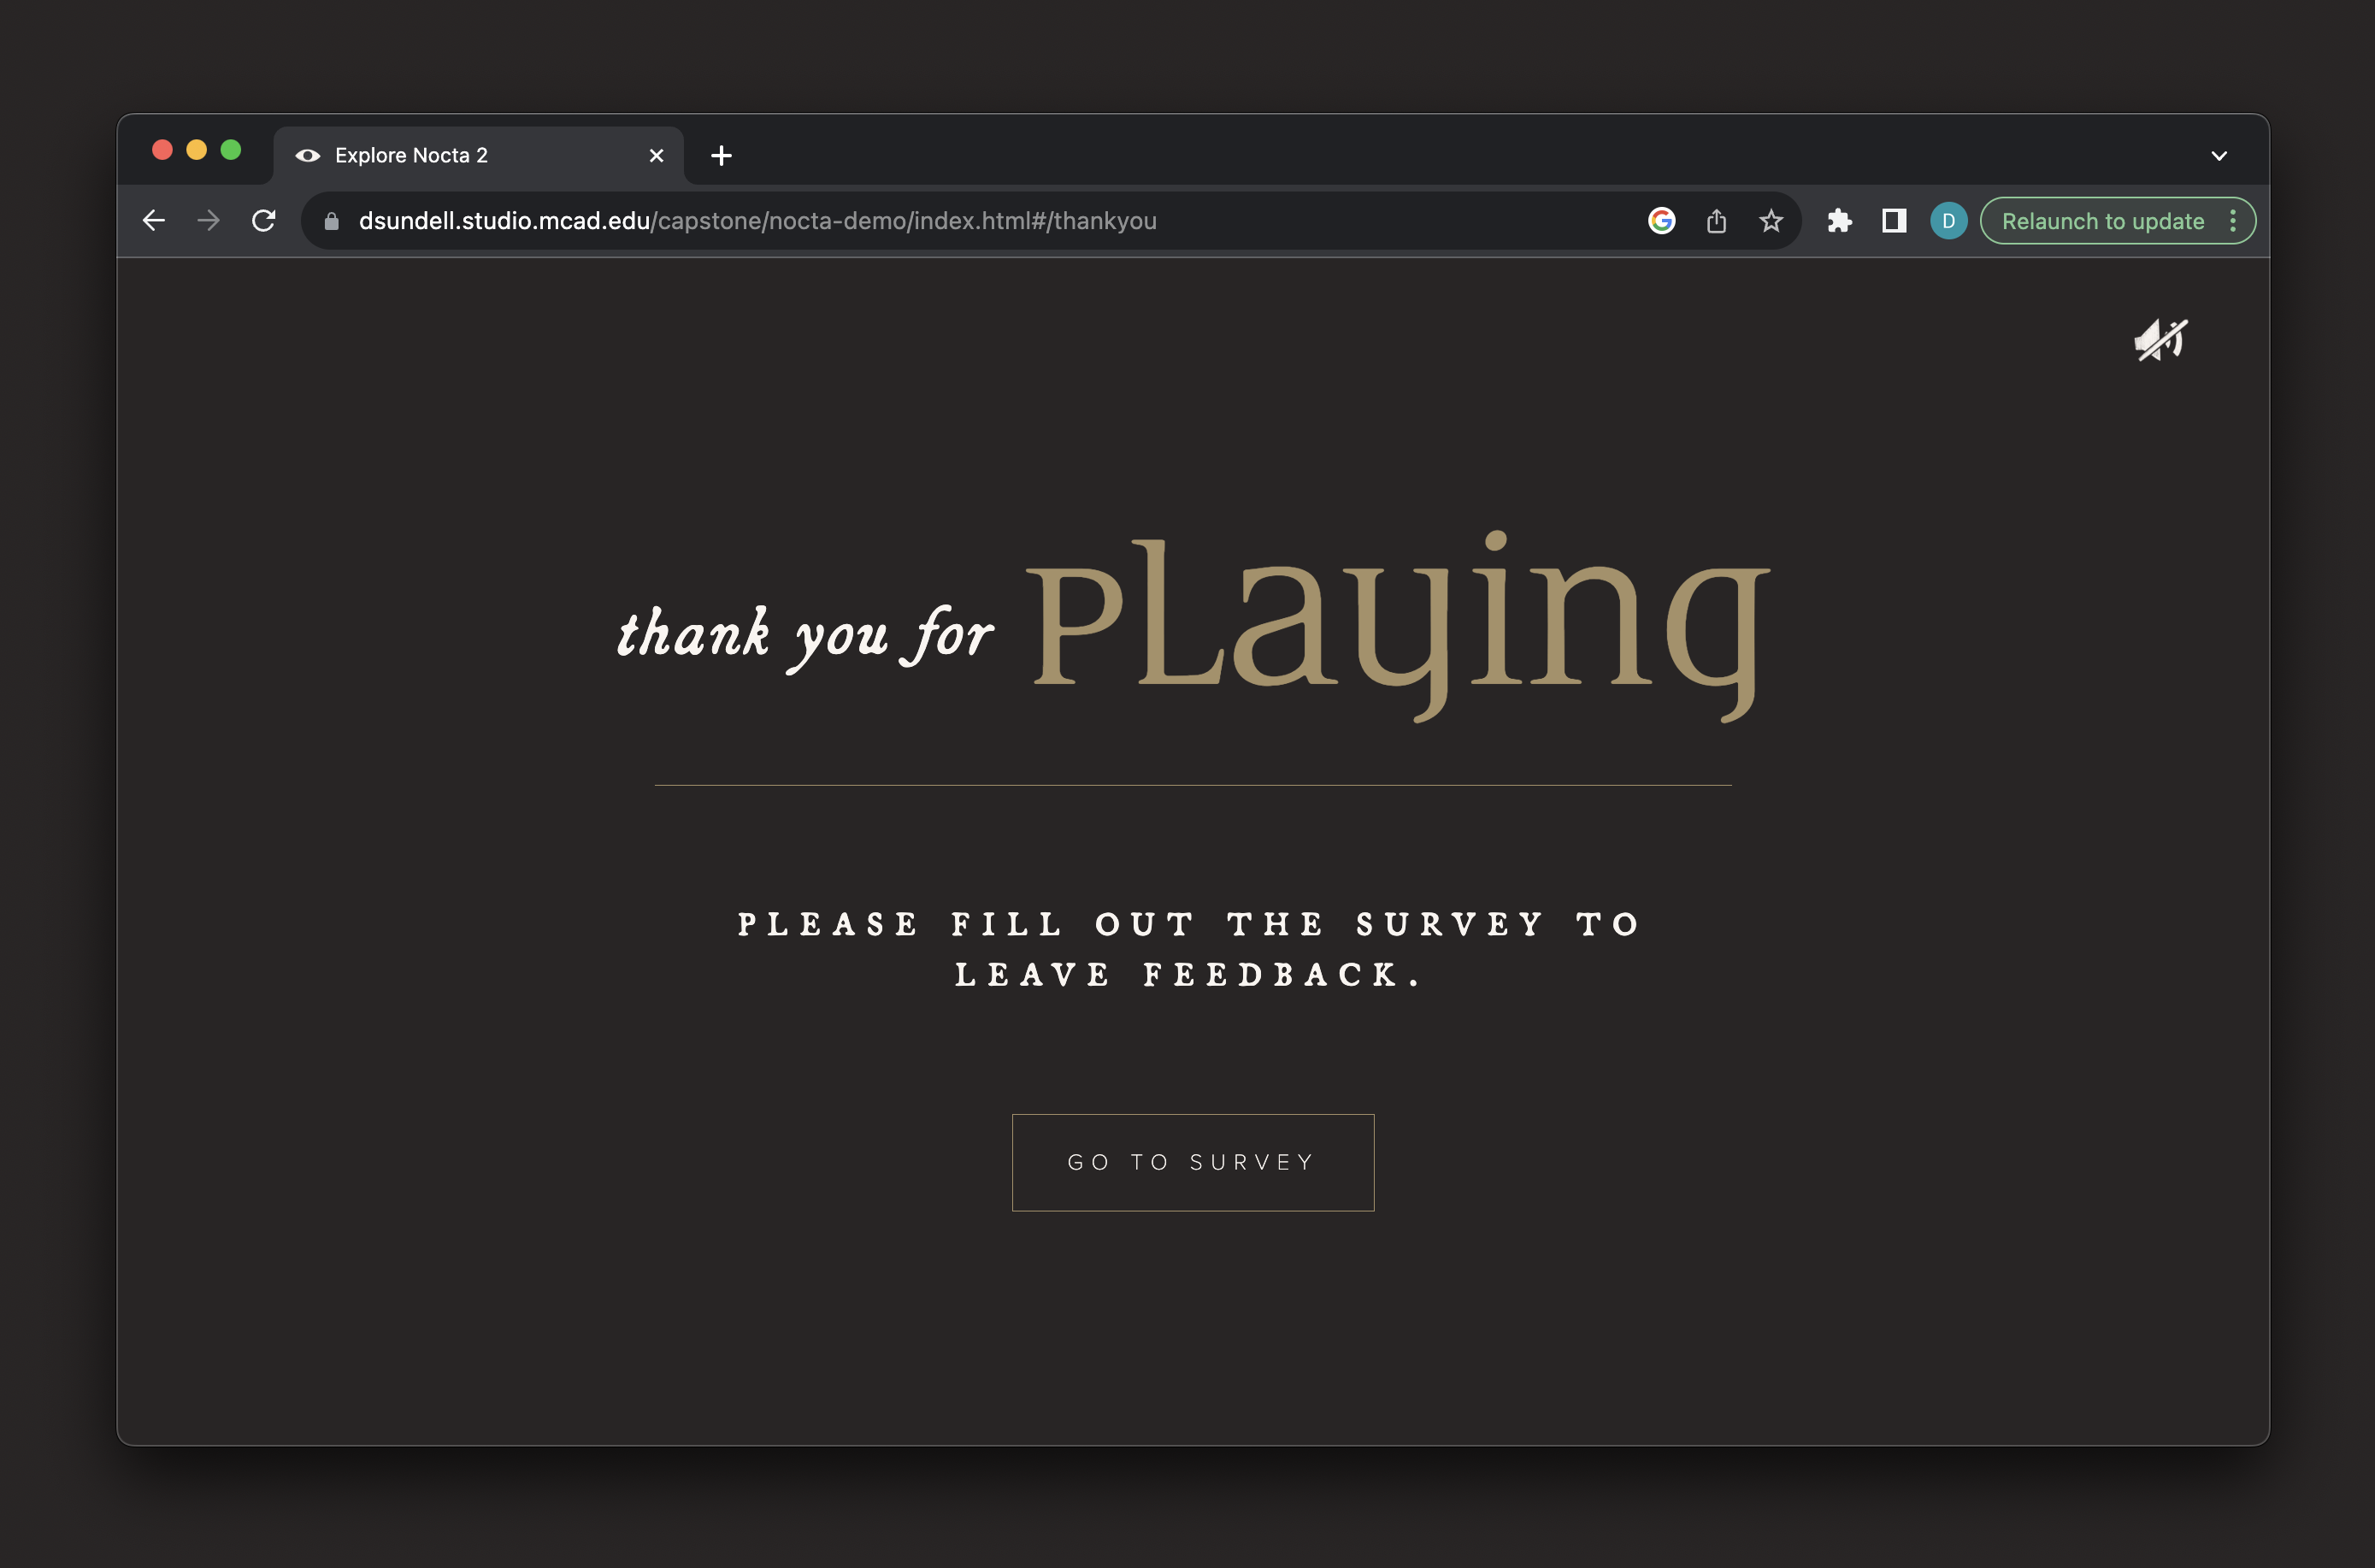 Explore Nocta 2
dsundell.studio.mcad.edu/capstone/nocta-demo/index.html#/thankyou
D
Relaunch to update
thank you for Playing
PLEASE FILL OUT THE SURVEY TO
LEAVE FEEDBACK.
GO TO SURVEY